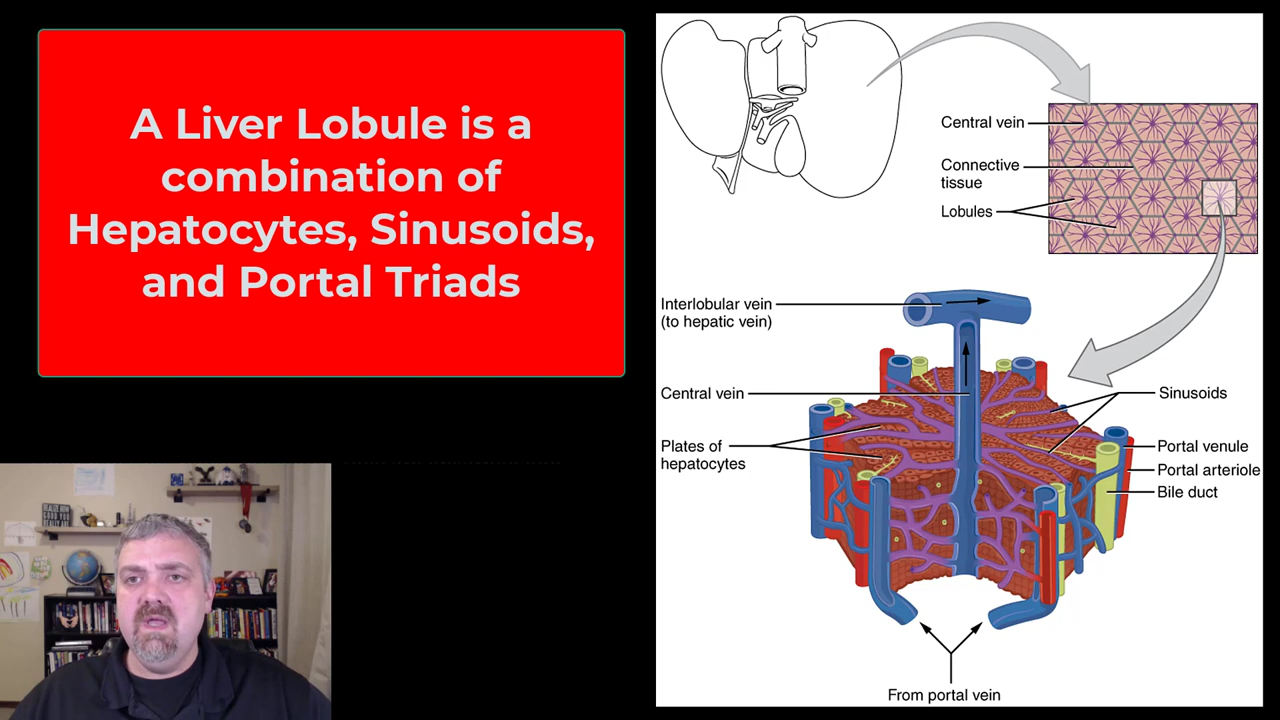 A Liver Lobule is a
combination of
Hepatocytes, Sinusoids,
and Portal Triads
Central vein
Connective
tissue
Lobules
Interlobular vein
(to hepatic vein)
Central vein
Plates of
hepatocytes
Sinusoids
Portal venule
Portal arteriole
Bile duct
From portal vein